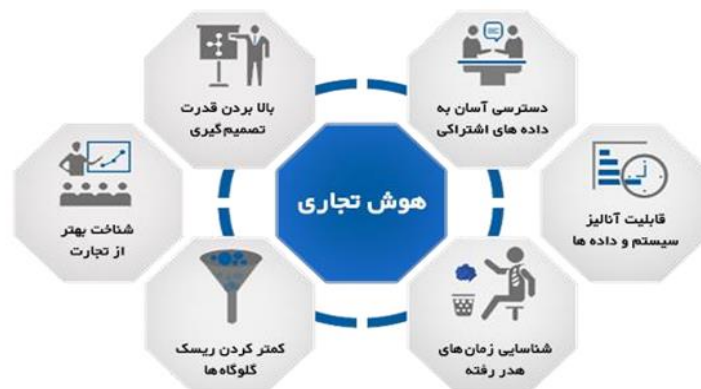 دسترسی آسان به
داده های اشتراکی
بالا بردن قدرت
تصمیم‌گیری
هوش تجاری
قابلیت آنالیز
سیستم و داده ها
شناخت بهتر
از تجارت
شناسایی زمان‌های
هدر رفته
کمتر کردن ریسک
گلوگاه‌ها